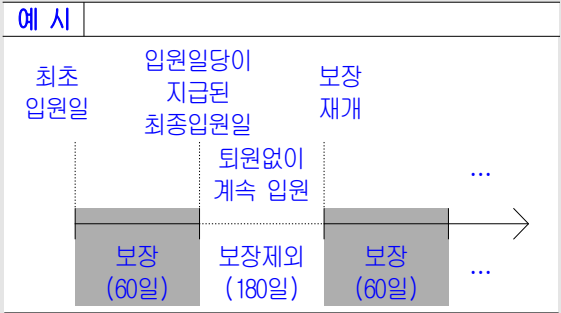 예 시
최초
입원일
입원일당이
지급된
최종입원일
보장
재개
퇴원없이
계속 입원
...
보장
(60일)
보장제외
(180일)
보장
(60일)
...